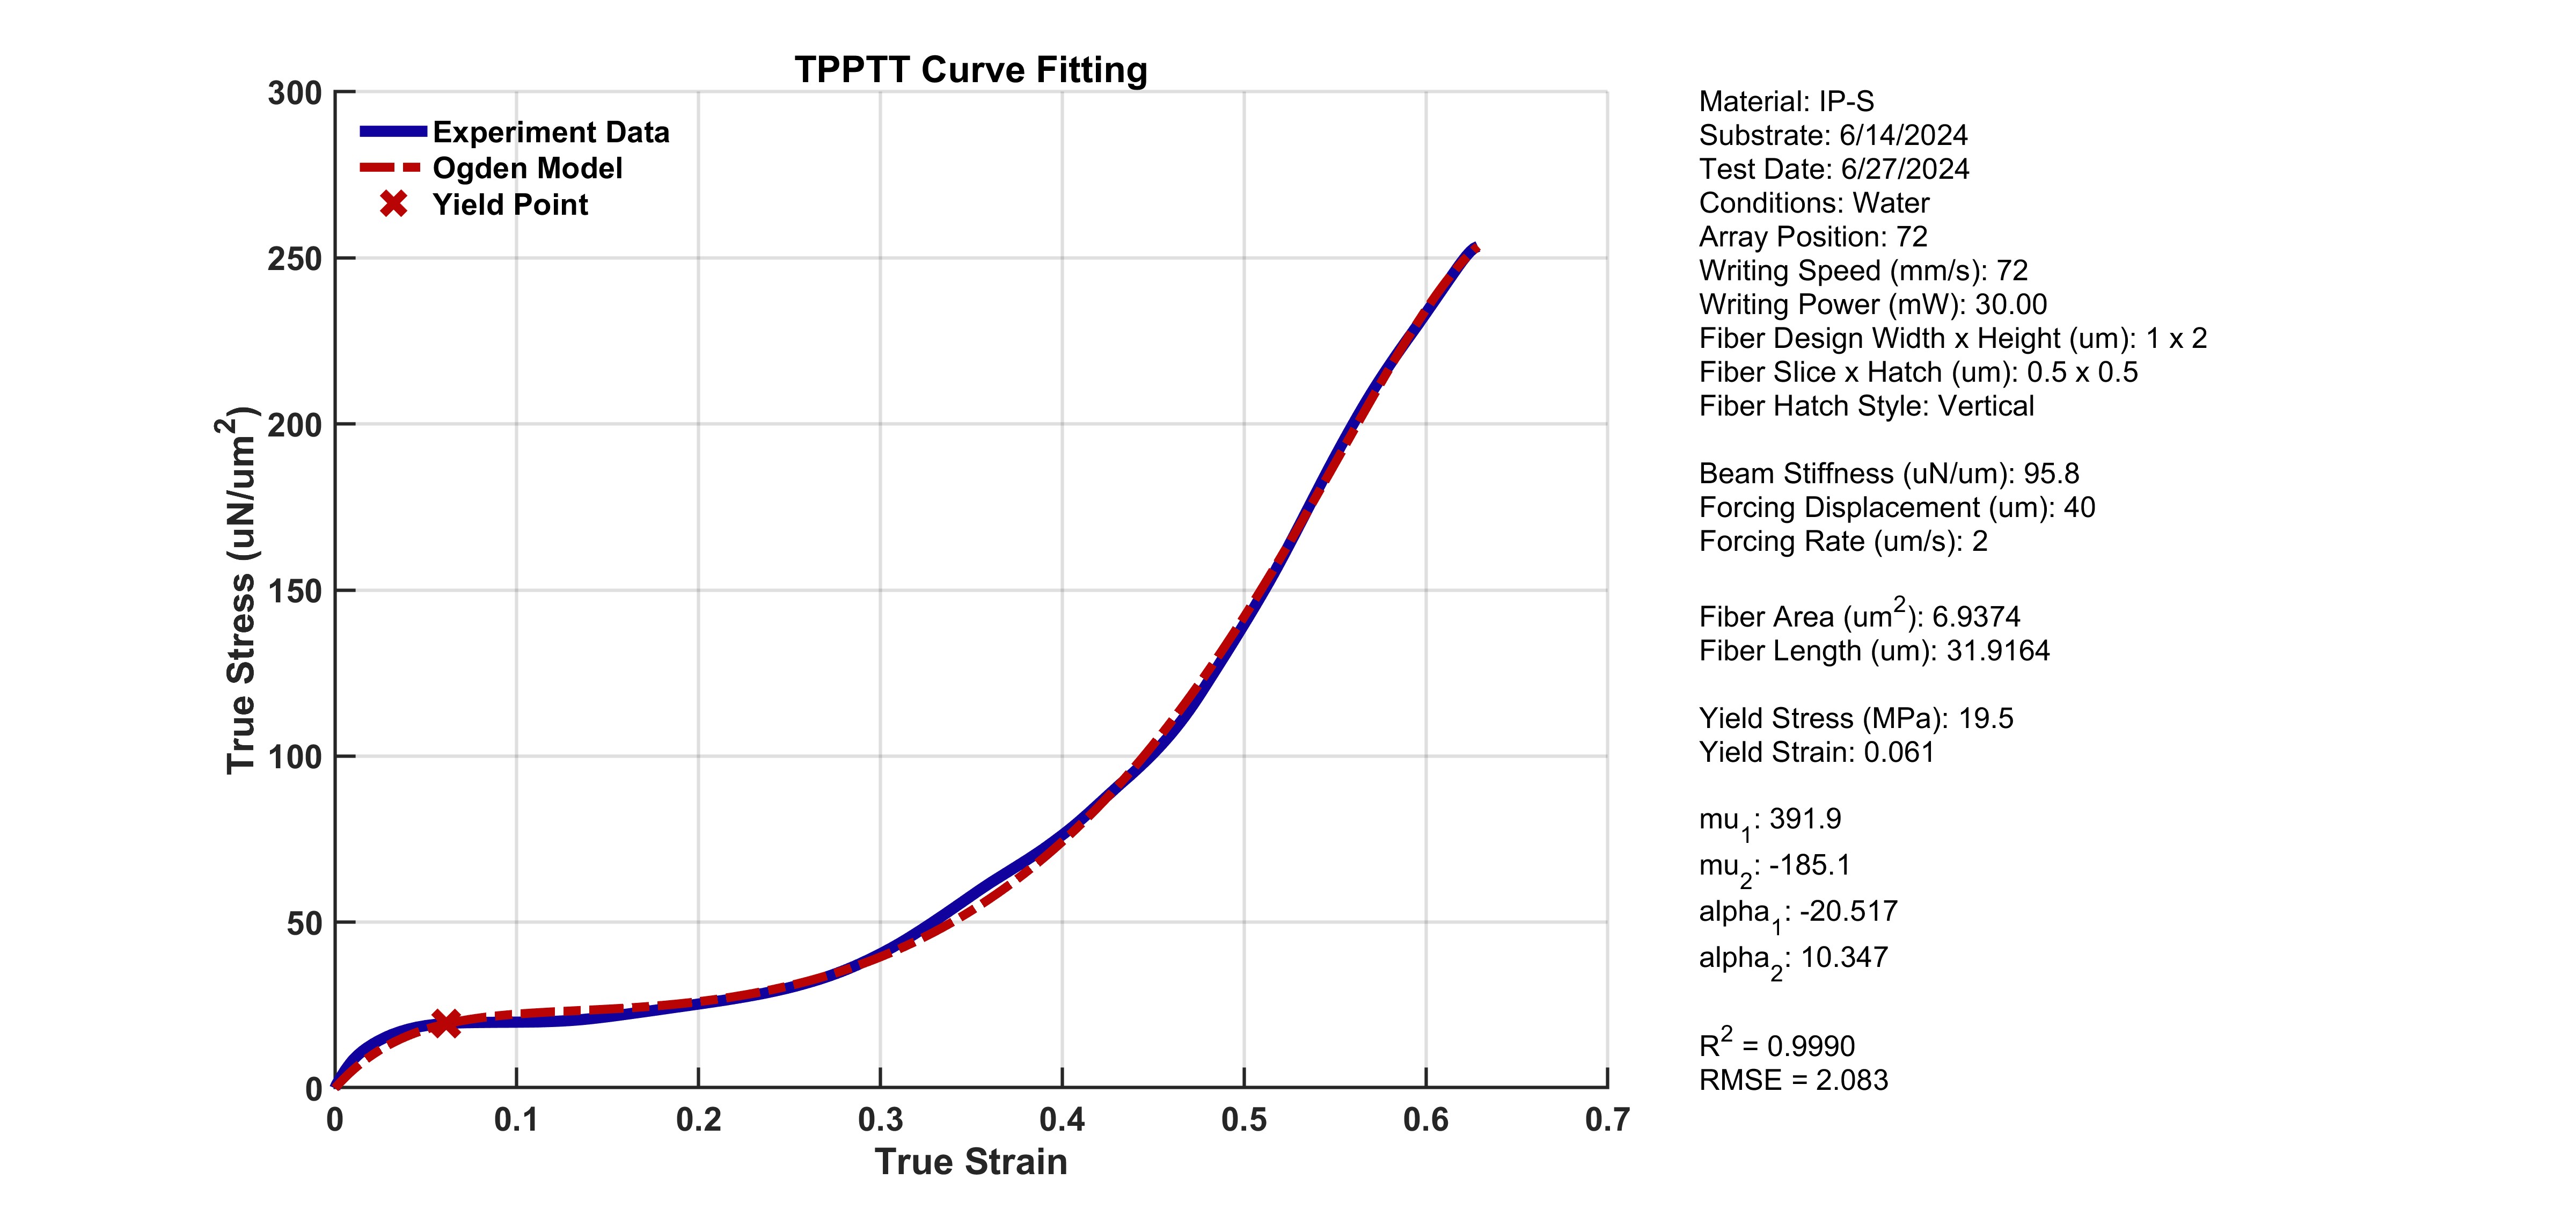 TPPTT Curve Fitting
300
250
200
150
100
50
0
True Stress (uN/um²)
Experiment Data
Ogden Model
Yield Point
0 0.1 0.2 0.3 0.4 0.5 0.6 0.7
True Strain
Material: IP-S
Substrate: 6/14/2024
Test Date: 6/27/2024
Conditions: Water
Array Position: 72
Writing Speed (mm/s): 72
Writing Power (mW): 30.00
Fiber Design Width x Height (um): 1 x 2
Fiber Slice x Hatch (um): 0.5 x 0.5
Fiber Hatch Style: Vertical
Beam Stiffness (uN/um): 95.8
Forcing Displacement (um): 40
Forcing Rate (um/s): 2
Fiber Area (um²): 6.9374
Fiber Length (um): 31.9164
Yield Stress (MPa): 19.5
Yield Strain: 0.061
mu₁: 391.9
mu₂: -185.1
alpha₁: -20.517
alpha₂: 10.347
R² = 0.9990
RMSE = 2.083